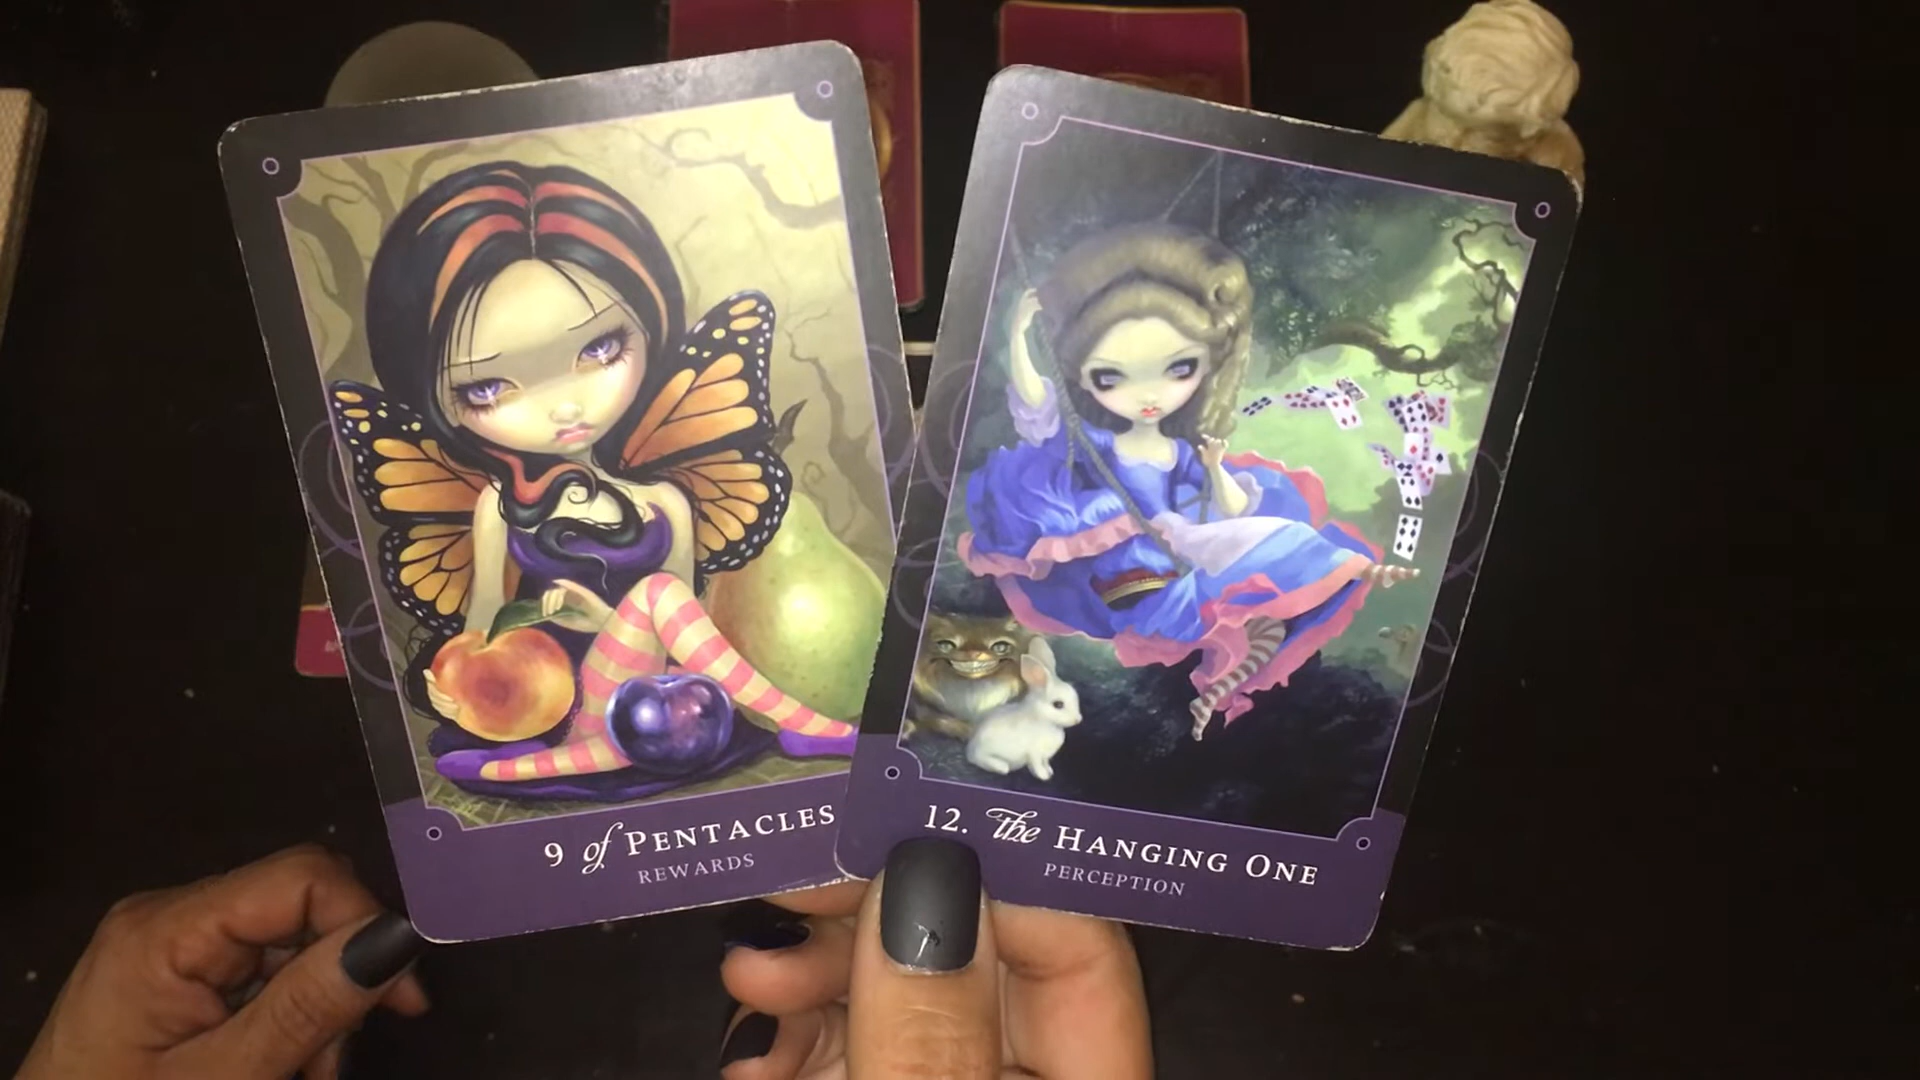 9 of PENTACLES
REWARDS
12. the HANGING ONE
PERCEPTION